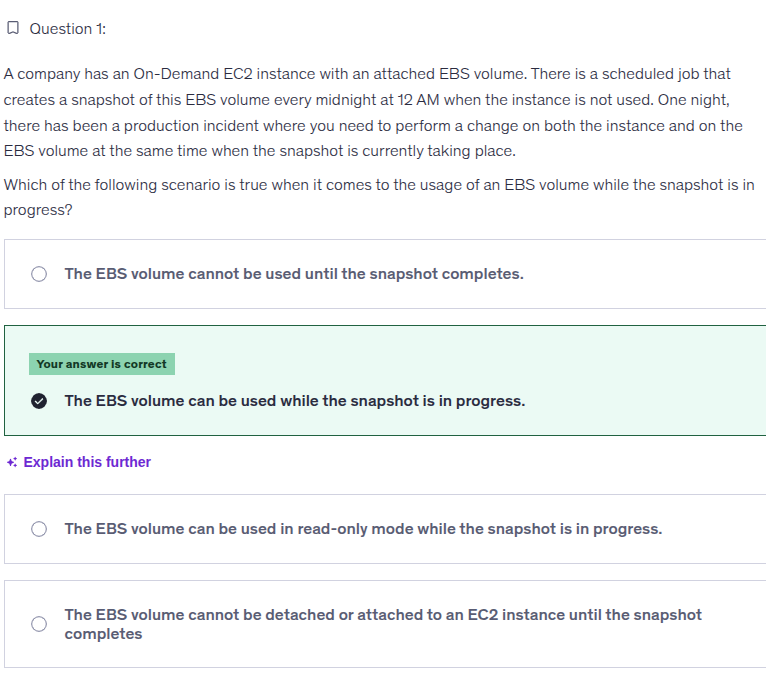 Question 1:
A company has an On-Demand EC2 instance with an attached EBS volume. There is a scheduled job that
creates a snapshot of this EBS volume every midnight at 12 AM when the instance is not used. One night,
there has been a production incident where you need to perform a change on both the instance and on the
EBS volume at the same time when the snapshot is currently taking place.
Which of the following scenario is true when it comes to the usage of an EBS volume while the snapshot is in
progress?
The EBS volume cannot be used until the snapshot completes.
Your answer is correct
The EBS volume can be used while the snapshot is in progress.
Explain this further
The EBS volume can be used in read-only mode while the snapshot is in progress.
The EBS volume cannot be detached or attached to an EC2 instance until the snapshot
completes